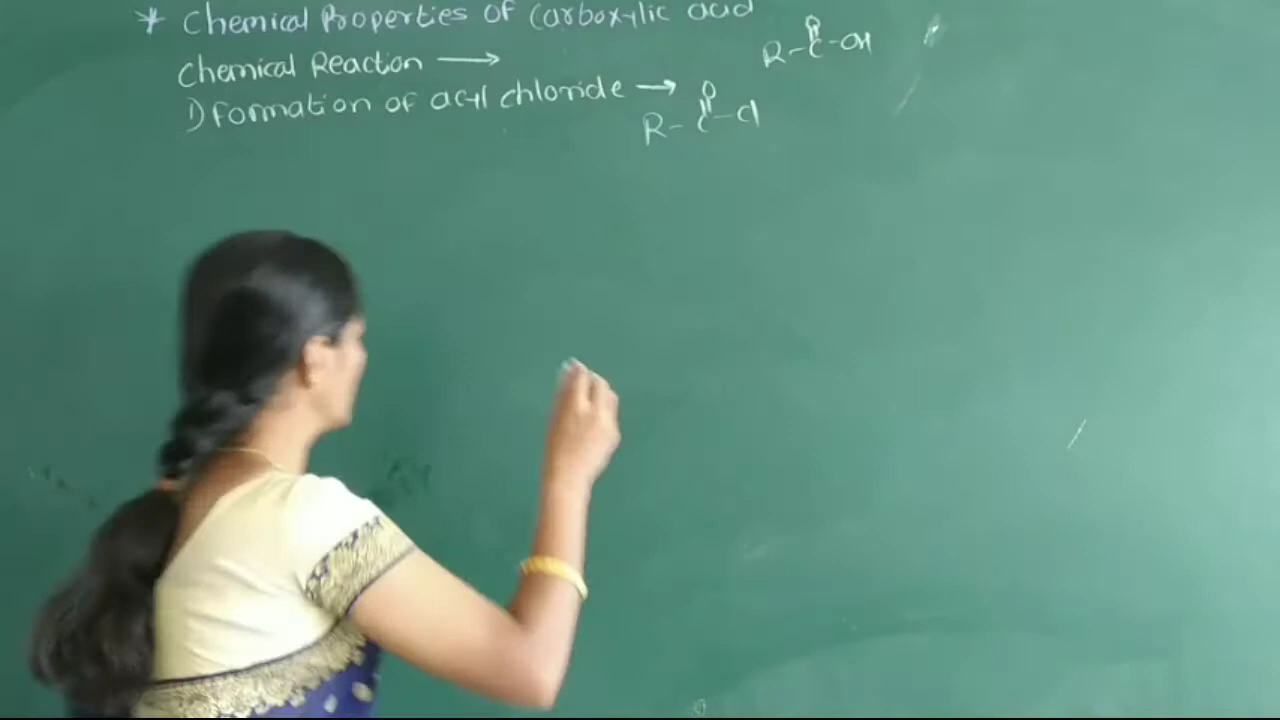 * Chemical Properties of Carboxylic acid
Chemical Reaction → R-C(=O)-OH
1) Formation of acyl chloride → R-C(=O)-Cl